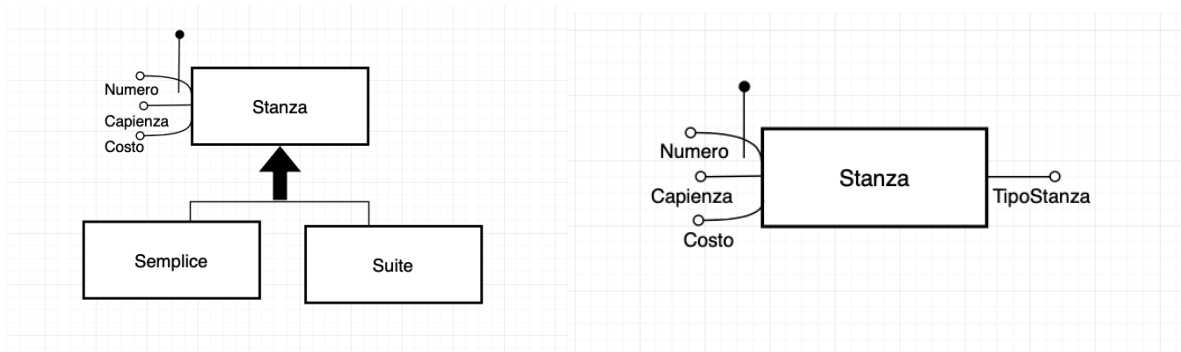 Numero
Capienza
Costo
Stanza
Semplice
Suite
Numero
Capienza
Costo
Stanza
TipoStanza